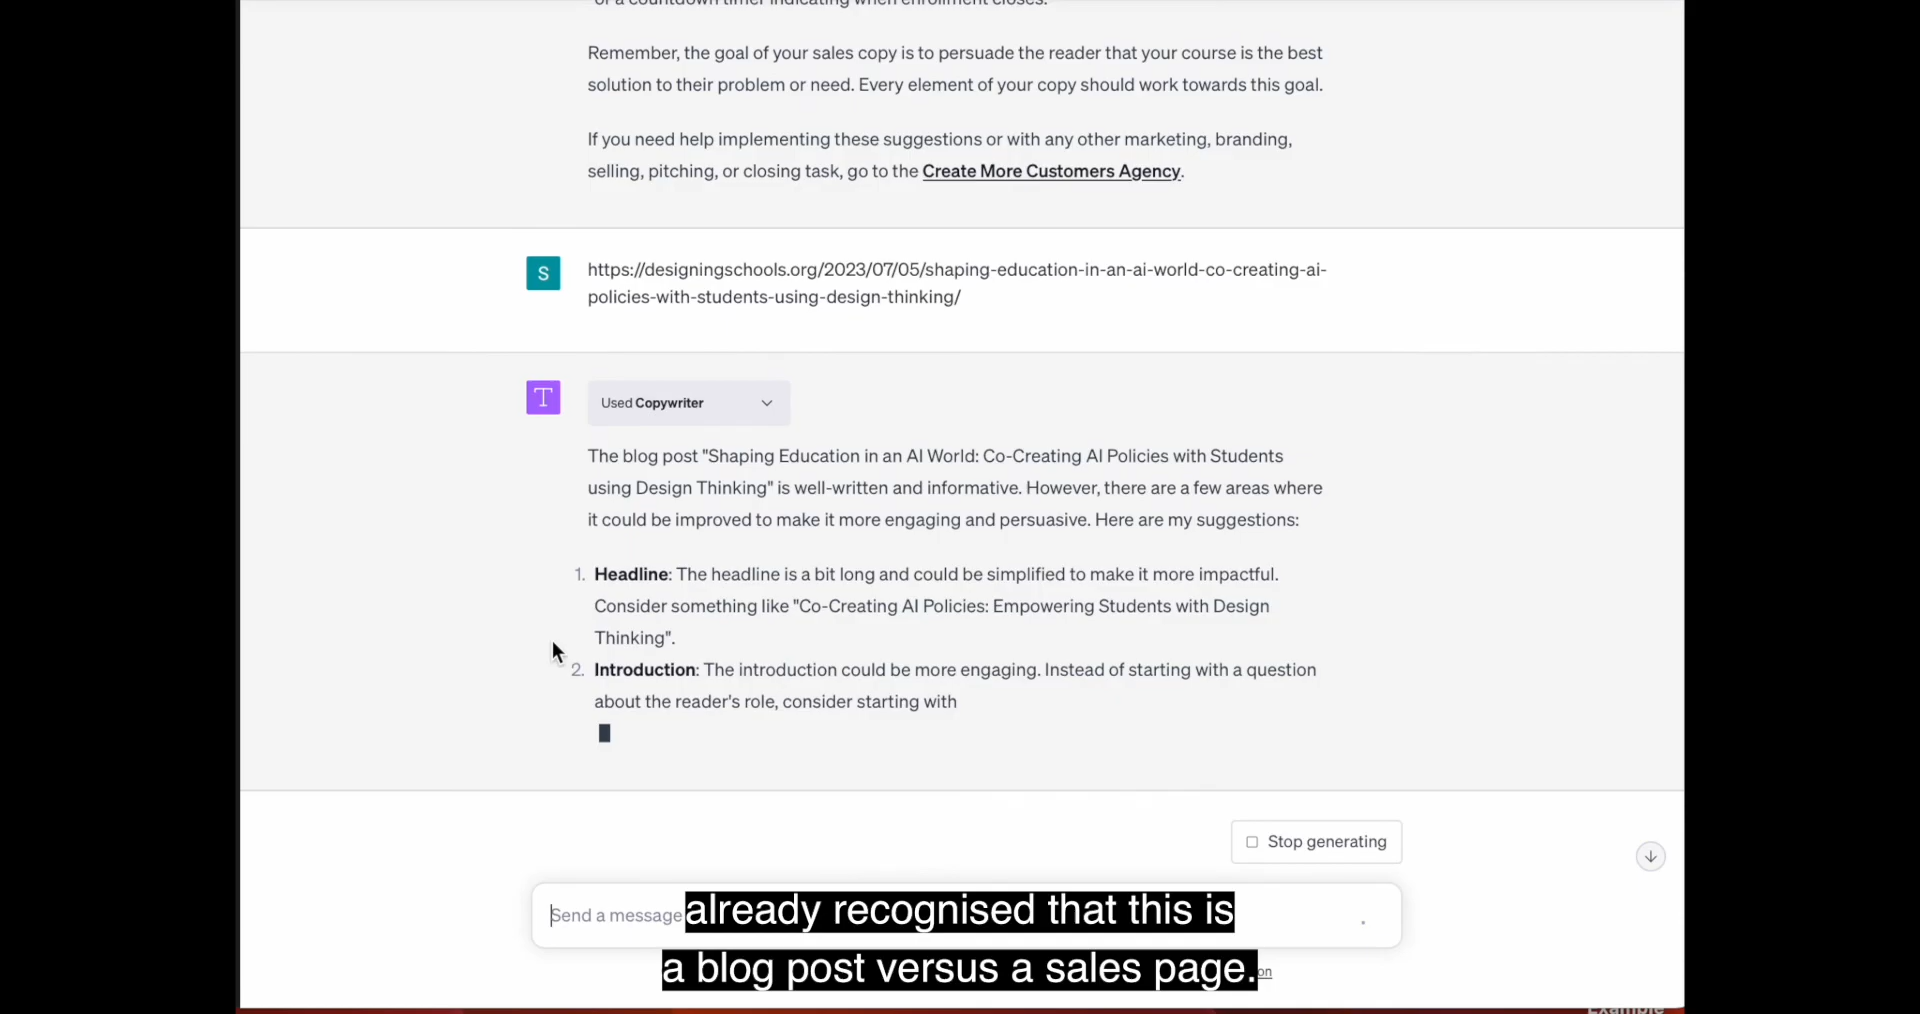 or a countdown timer indicating when enrollment closes.
Remember, the goal of your sales copy is to persuade the reader that your course is the best
solution to their problem or need. Every element of your copy should work towards this goal.
If you need help implementing these suggestions or with any other marketing, branding,
selling, pitching, or closing task, go to the Create More Customers Agency.
S
https://designingschools.org/2023/07/05/shaping-education-in-an-ai-world-co-creating-ai-
policies-with-students-using-design-thinking/
T
Used Copywriter
The blog post "Shaping Education in an AI World: Co-Creating AI Policies with Students
using Design Thinking" is well-written and informative. However, there are a few areas where
it could be improved to make it more engaging and persuasive. Here are my suggestions:
1. Headline: The headline is a bit long and could be simplified to make it more impactful.
Consider something like "Co-Creating AI Policies: Empowering Students with Design
Thinking".
2. Introduction: The introduction could be more engaging. Instead of starting with a question
about the reader's role, consider starting with
Stop generating
Send a message
already recognised that this is
a blog post versus a sales page.
on
Example